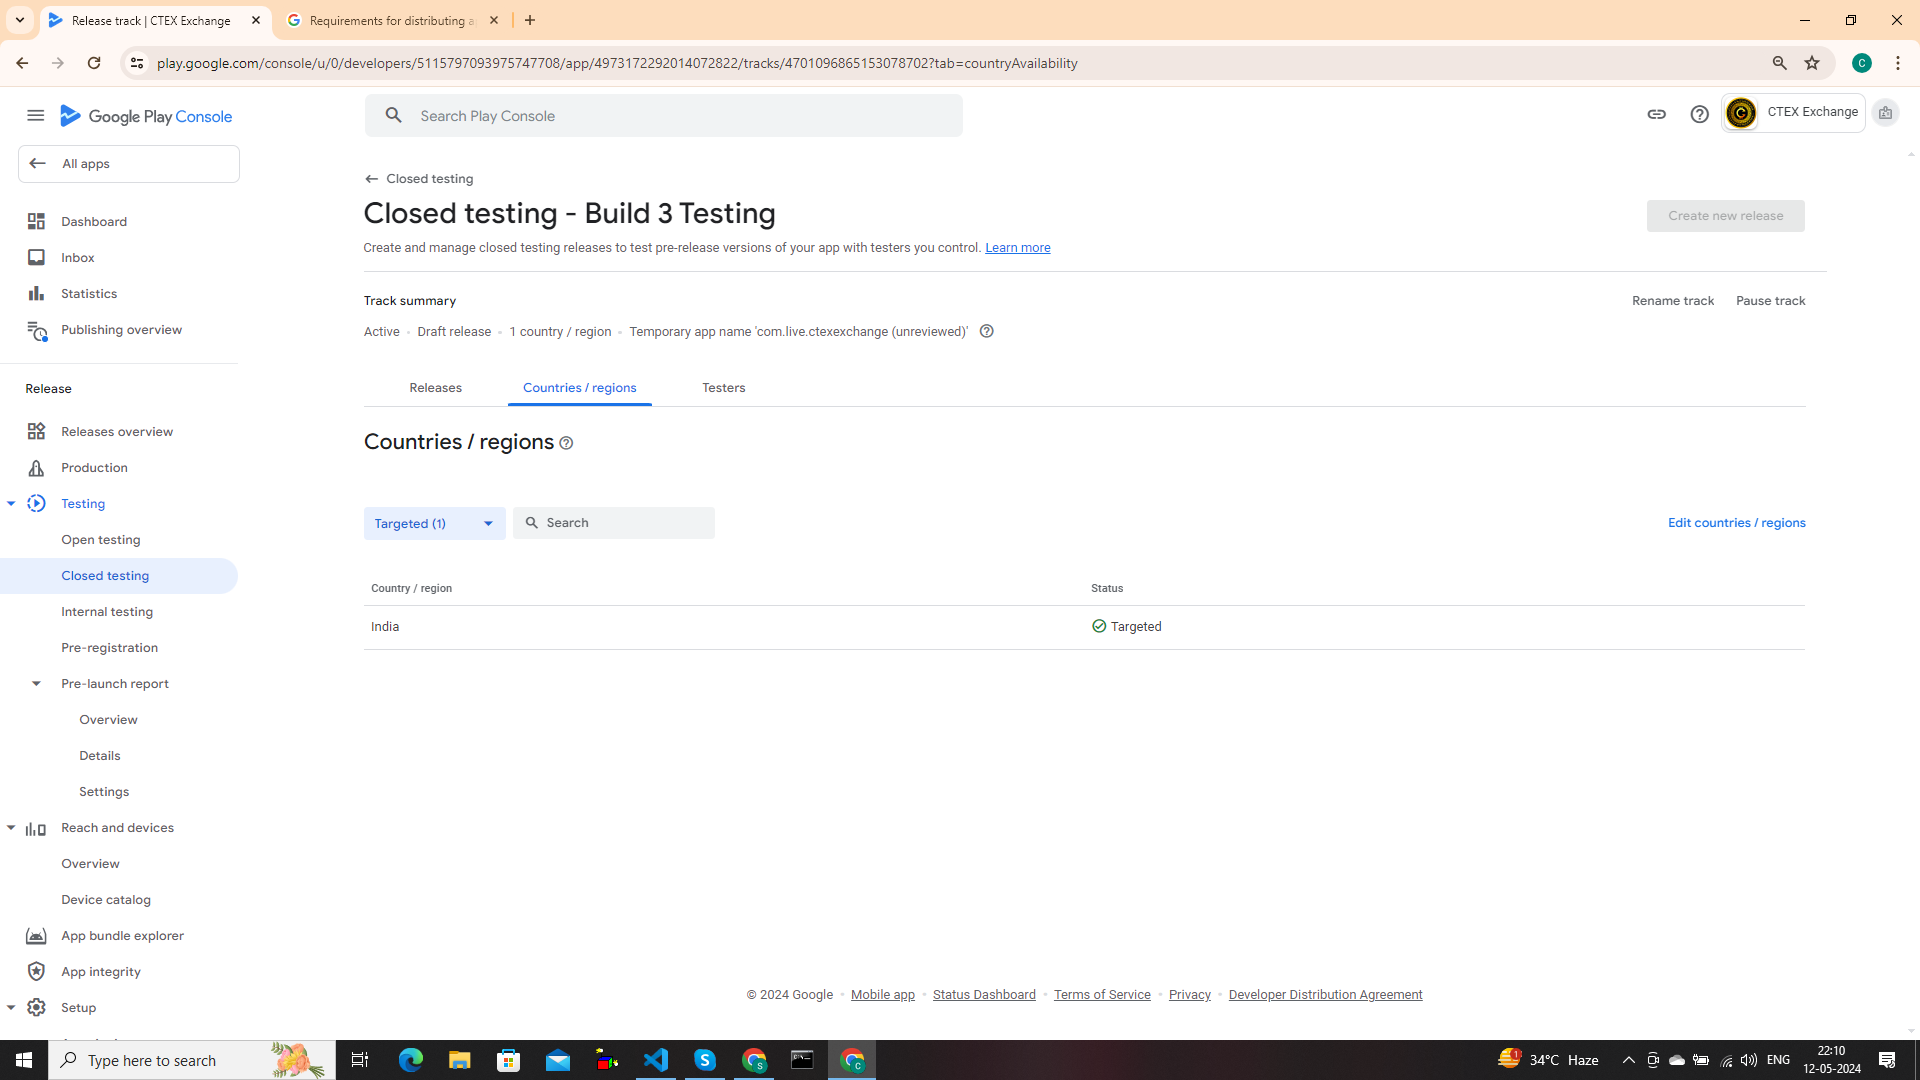 Release track | CTEX Exchange
Requirements for distributing a
play.google.com/console/u/0/developers/5115797093975747708/app/4973172292014072822/tracks/4701096865153078702?tab=countryAvailability
C
Google Play Console
Search Play Console
CTEX Exchange
All apps
Dashboard
Inbox
Statistics
Publishing overview
Release
Releases overview
Production
Testing
Open testing
Closed testing
Internal testing
Pre-registration
Pre-launch report
Overview
Details
Settings
Reach and devices
Overview
Device catalog
App bundle explorer
App integrity
Setup
Closed testing
Closed testing - Build 3 Testing
Create new release
Create and manage closed testing releases to test pre-release versions of your app with testers you control. Learn more
Track summary
Rename track
Pause track
Active • Draft release • 1 country / region • Temporary app name 'com.live.ctexexchange (unreviewed)'
Releases
Countries / regions
Testers
Countries / regions
Targeted (1)
Search
Edit countries / regions
Country / region
Status
India
Targeted
© 2024 Google • Mobile app • Status Dashboard • Terms of Service • Privacy • Developer Distribution Agreement
Type here to search
1
34°C Haze
ENG
22:10
12-05-2024